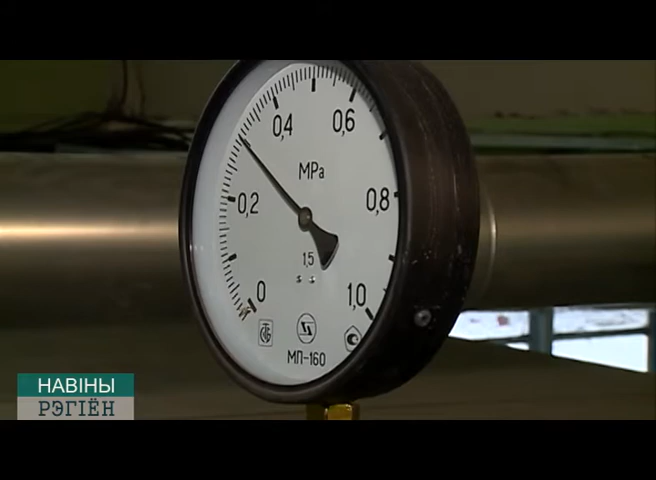 0,4 0,6
MPa
0,2 0,8
1,5
0 1,0
МП-160
НАВІНЫ
РЭГІЁН